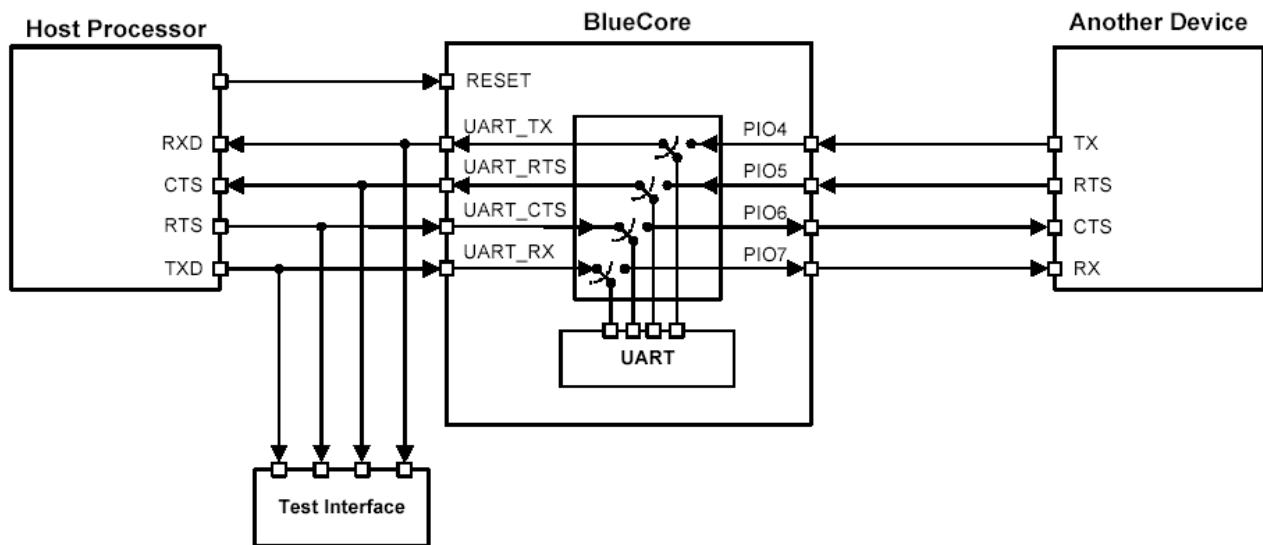 Host Processor
BlueCore
Another Device
RESET
RXD
UART_TX
PIO4
TX
CTS
UART_RTS
PIO5
RTS
RTS
UART_CTS
PIO6
CTS
TXD
UART_RX
PIO7
RX
UART
Test Interface